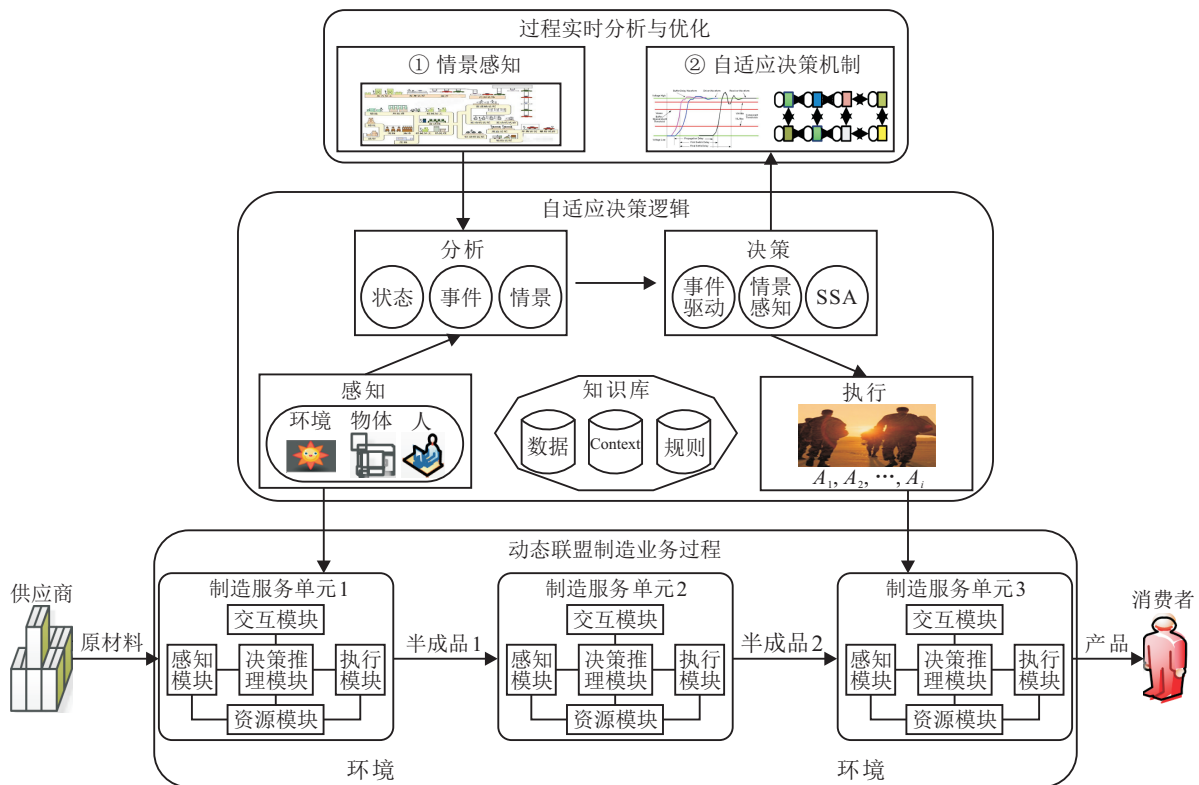 过程实时分析与优化
① 情景感知
② 自适应决策机制
自适应决策逻辑
分析
状态
事件
情景
决策
事件
驱动
情景
感知
SSA
感知
环境 物体 人
知识库
数据
Context
规则
执行
A1, A2, …, Ai
动态联盟制造业务过程
供应商
原材料
制造服务单元1
交互模块
感知
模块
决策推
理模块
执行
模块
资源模块
半成品1
制造服务单元2
交互模块
感知
模块
决策推
理模块
执行
模块
资源模块
半成品2
制造服务单元3
交互模块
感知
模块
决策推
理模块
执行
模块
资源模块
产品
消费者
环境
环境